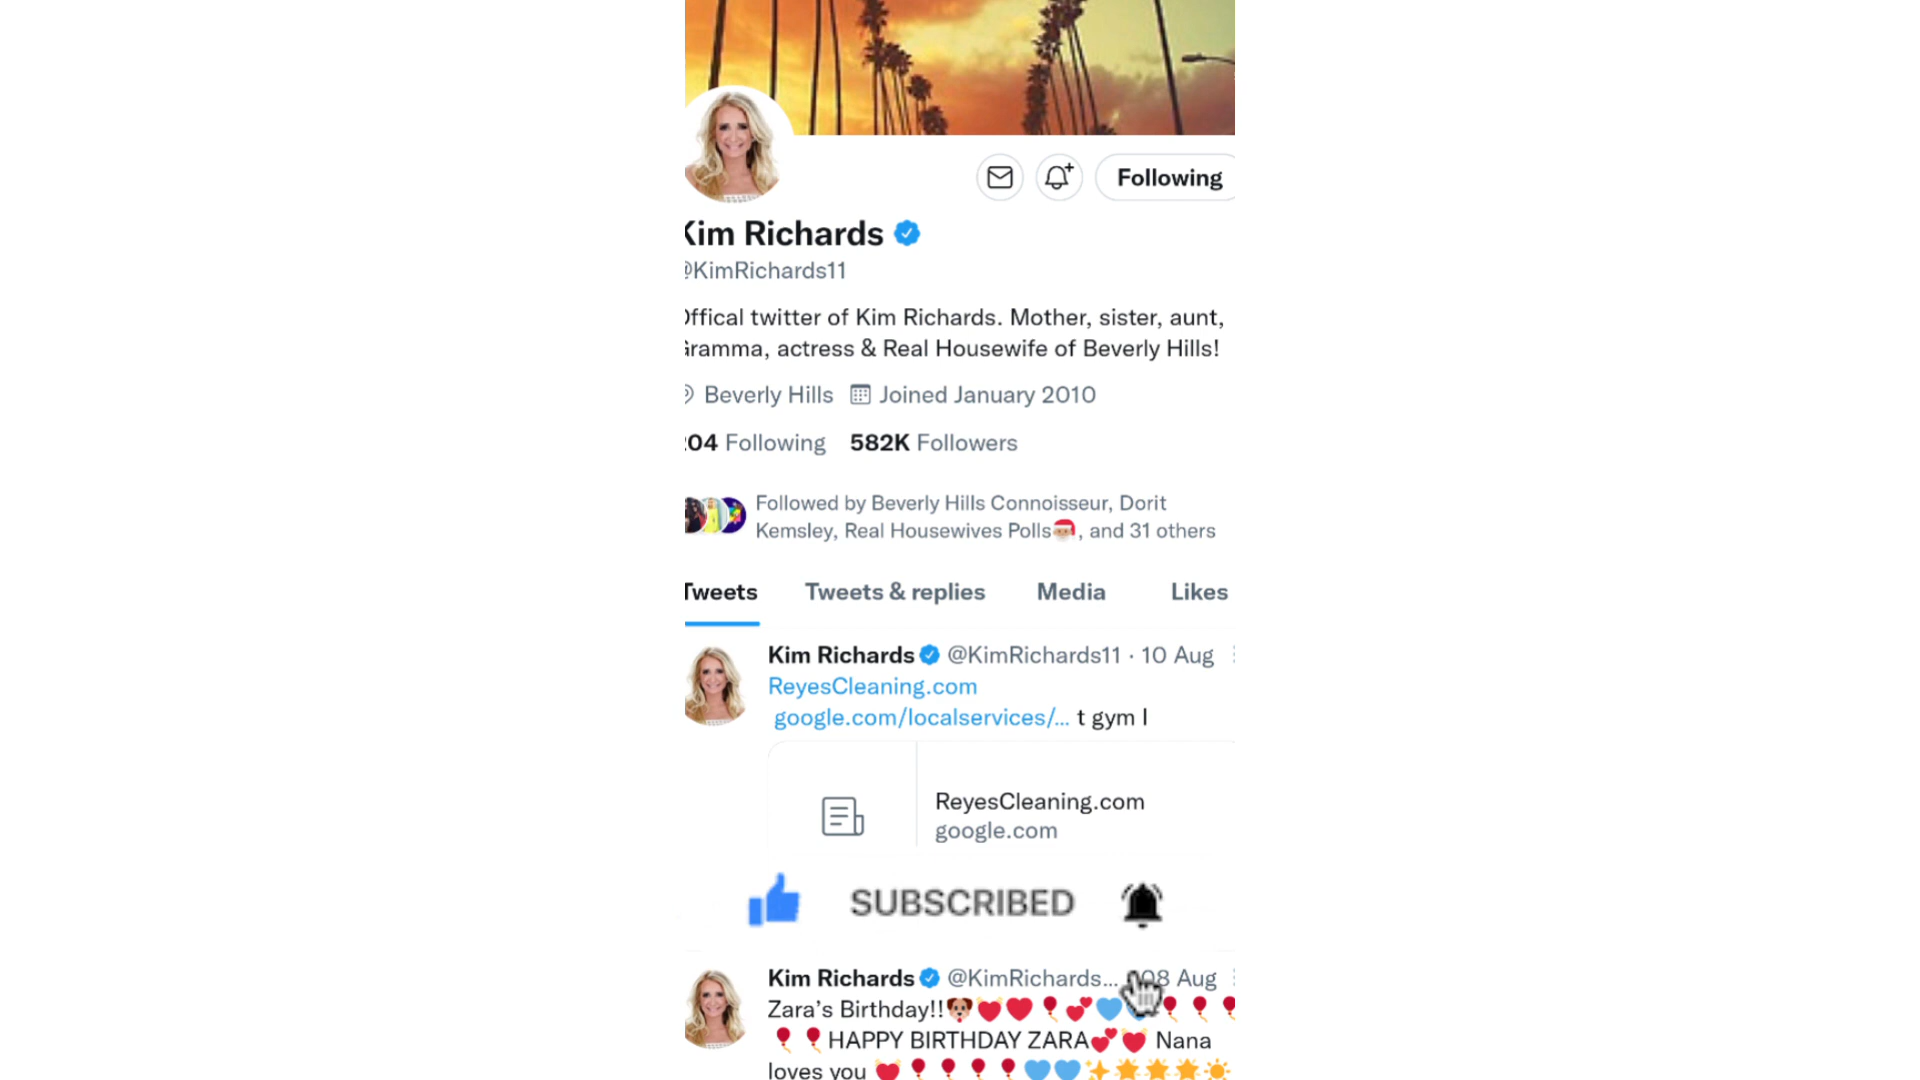 Following
Kim Richards
@KimRichards11
Offical twitter of Kim Richards. Mother, sister, aunt,
Gramma, actress & Real Housewife of Beverly Hills!
Beverly Hills Joined January 2010
04 Following 582K Followers
Followed by Beverly Hills Connoisseur, Dorit
Kemsley, Real Housewives Polls🎅, and 31 others
Tweets Tweets & replies Media Likes
Kim Richards @KimRichards11 · 10 Aug
ReyesCleaning.com
google.com/localservices/... t gym l
ReyesCleaning.com
google.com
SUBSCRIBED
Kim Richards @KimRichards... 08 Aug
Zara's Birthday!!🐶💓❤️🎈💕💙💙🎈🎈🎈
🎈🎈HAPPY BIRTHDAY ZARA💕💓 Nana
loves you 💓🎈🎈🎈🎈💙💙✨🌟🌟🌟☀️